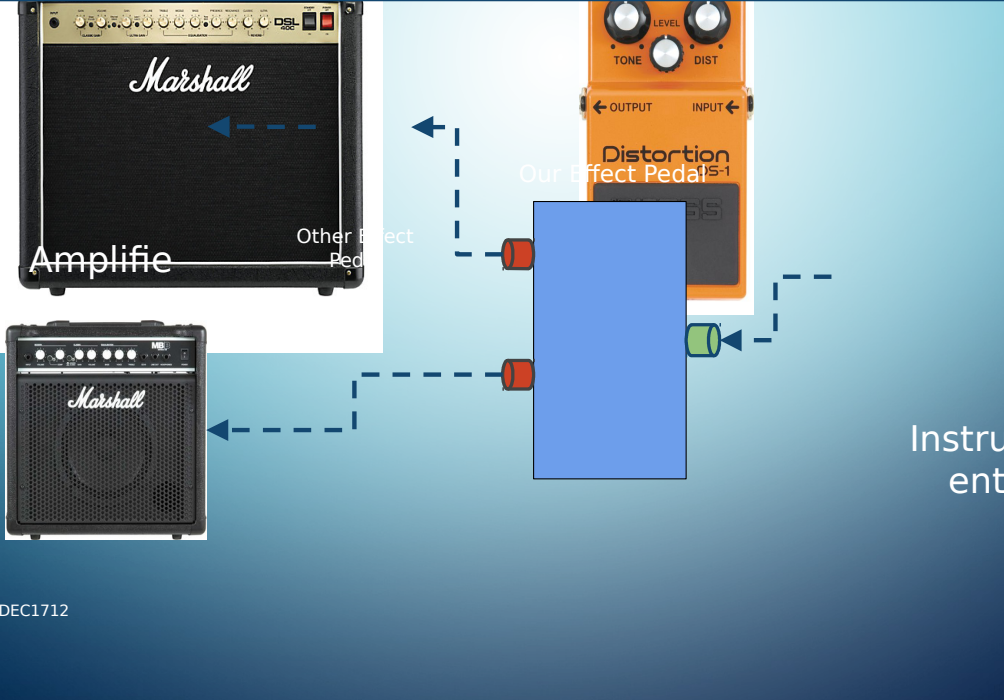 DSL
40C
Marshall
LEVEL
TONE
DIST
OUTPUT
INPUT
Distortion
DS-1
Our Effect Pedal
Other Effect
Ped
Amplifie
Marshall
Instru
ent
DEC1712